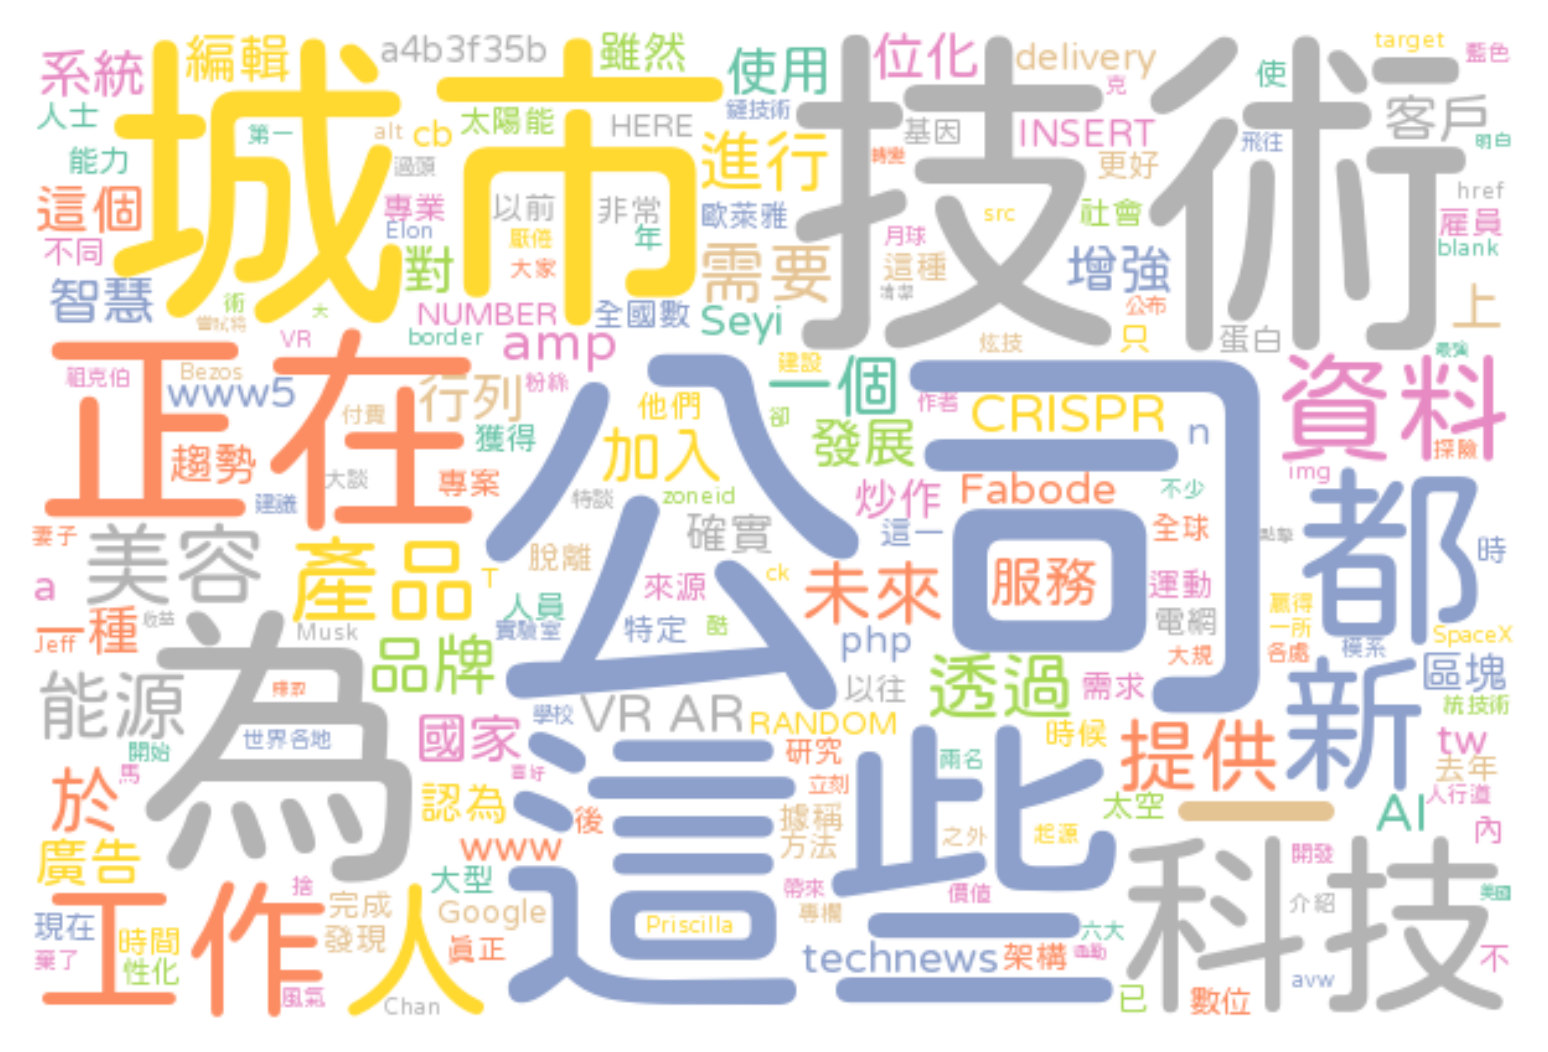 系統
編輯
a4b3f35b
雖然
使用
位化
delivery
target
藍色
城市
技術
使
克
客戶
人士
第一
alt
cb
太陽能
HERE
鏈技術
基因
INSERT
飛往
明白
能力
過頭
進行
轉變
更好
href
這個
專業
以前
非常
歐萊雅
src
社會
雇員
Elon
厭倦
年
月球
blank
不同
對
大家
需要
這種
增強
智慧
術
大
NUMBER
全國數
Seyi
公布
上
VR
border
amp
炫技
只
蛋白
正在
祖克伯
Bezos
粉絲
建設
一個
公司
資料
www5
付費
行列
他們
卻
作者
CRISPR
n
趨勢
獲得
加入
發展
探險
大談
專案
img
建議
特談
zoneid
炒作
Fabode
不少
都
妻子
美容
確實
這一
全球
點擊
時
產品
T
脫離
ck
未來
服務
運動
a
人員
來源
贏得
一種
收益
實驗室
特定
酷
php
電網
一所
SpaceX
Jeff
Musk
為
品牌
大規
各處
模系
區塊
能源
賺取
以往
透過
需求
新
統技術
學校
VR AR
RANDOM
國家
世界各地
時候
提供
tw
開始
這些
研究
兩名
去年
馬
喜好
立刻
於
認為
後
據稱
太空
一
AI
人行道
www
方法
之外
起源
內
廣告
科技
開發
工作
人
捨
大型
帶來
價值
美國
完成
Google
專欄
介紹
現在
時間
發現
Priscilla
六大
棄了
性化
真正
technews
架構
不
風氣
Chan
avw
已
數位